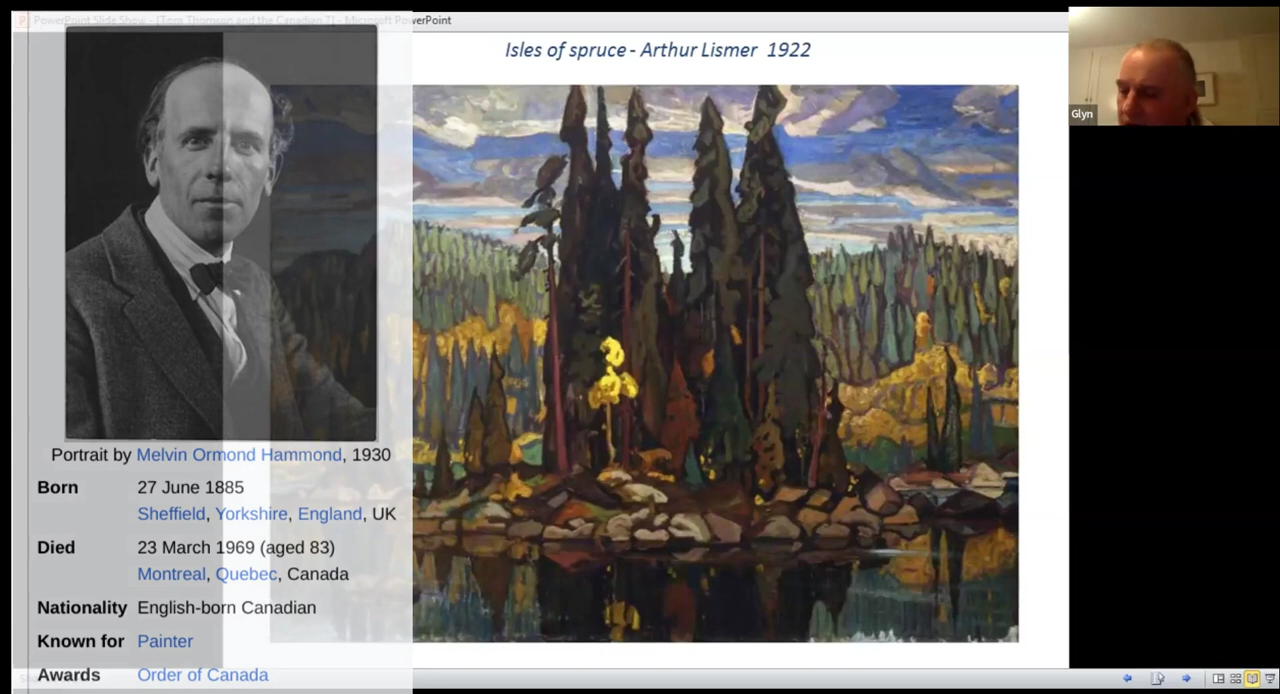 PowerPoint Slide Show - [Tom Thomson and the Canadian 7] - Microsoft PowerPoint
Isles of spruce - Arthur Lismer 1922
Glyn
Portrait by Melvin Ormond Hammond, 1930
Born 27 June 1885
Sheffield, Yorkshire, England, UK
Died 23 March 1969 (aged 83)
Montreal, Quebec, Canada
Nationality English-born Canadian
Known for Painter
Awards Order of Canada